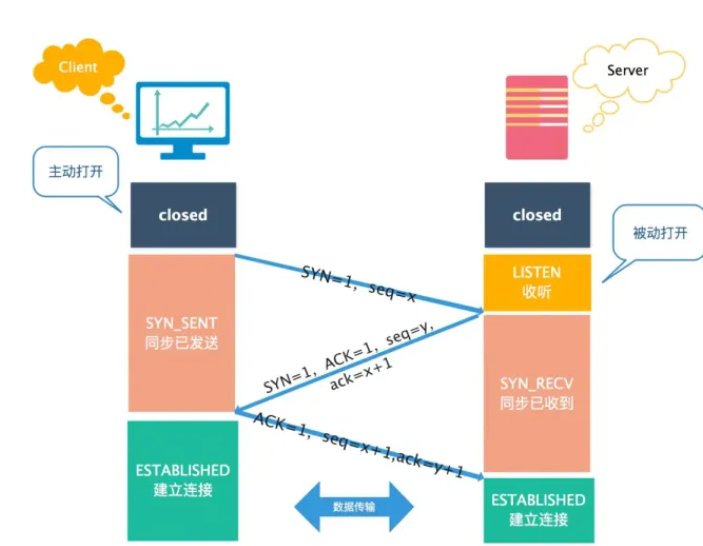 Client
Server
主动打开
closed
closed
被动打开
LISTEN
收听
SYN=1, seq=x
SYN_SENT
同步已发送
SYN=1, ACK=1, seq=y,
ack=x+1
SYN_RECV
同步已收到
ACK=1, seq=x+1,ack=y+1
ESTABLISHED
建立连接
数据传输
ESTABLISHED
建立连接